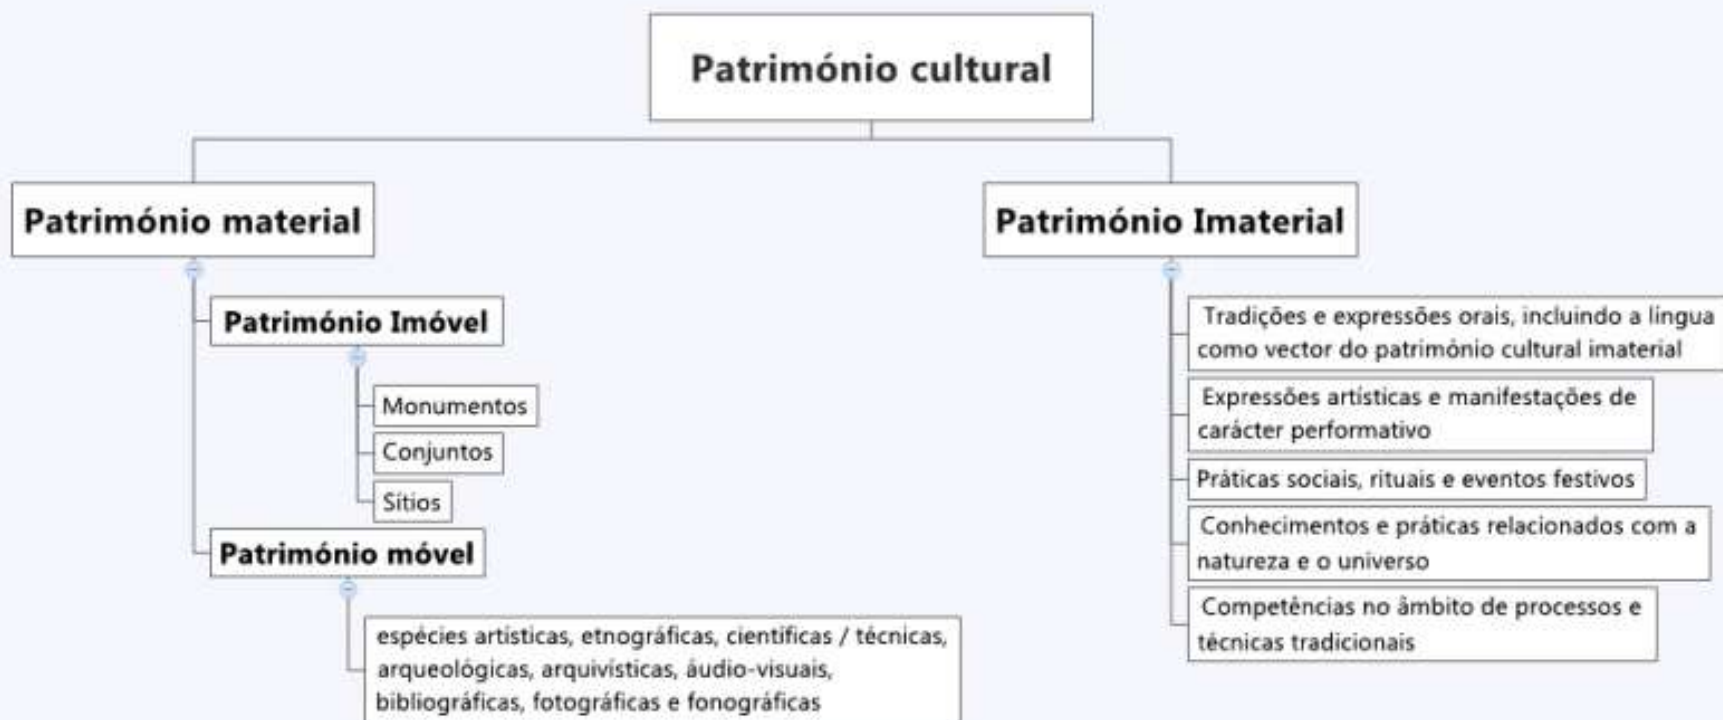 Património cultural
Património material
Património Imóvel
Monumentos
Conjuntos
Sítios
Património móvel
espécies artísticas, etnográficas, científicas / técnicas,
arqueológicas, arquivísticas, áudio-visuais,
bibliográficas, fotográficas e fonográficas
Património Imaterial
Tradições e expressões orais, incluindo a língua
como vector do património cultural imaterial
Expressões artísticas e manifestações de
carácter performativo
Práticas sociais, rituais e eventos festivos
Conhecimentos e práticas relacionados com a
natureza e o universo
Competências no âmbito de processos e
técnicas tradicionais